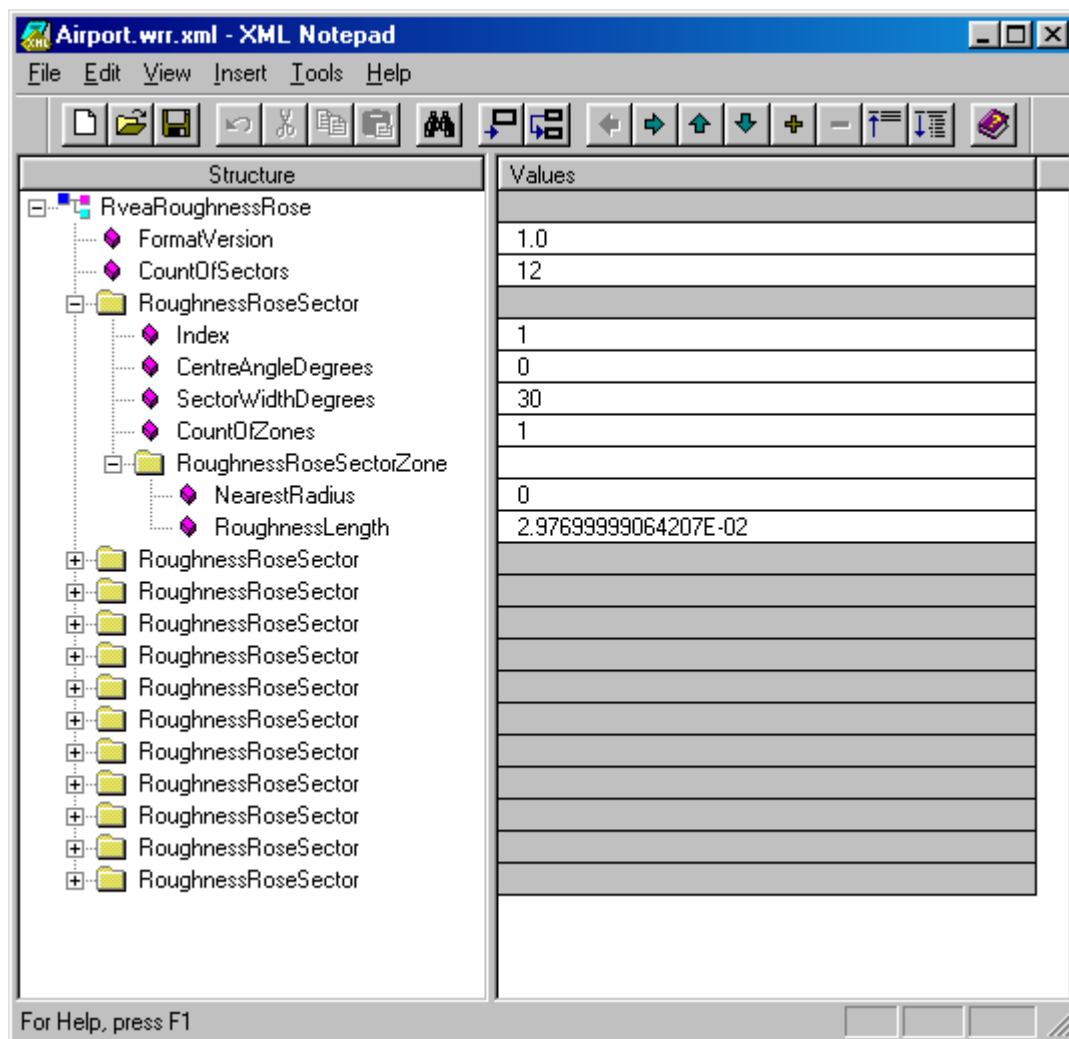 Airport.wrr.xml - XML Notepad
File Edit View Insert Tools Help
Structure Values
RveaRoughnessRose
FormatVersion 1.0
CountOfSectors 12
RoughnessRoseSector
Index 1
CentreAngleDegrees 0
SectorWidthDegrees 30
CountOfZones 1
RoughnessRoseSectorZone
NearestRadius 0
RoughnessLength 2.97699999064207E-02
RoughnessRoseSector
RoughnessRoseSector
RoughnessRoseSector
RoughnessRoseSector
RoughnessRoseSector
RoughnessRoseSector
RoughnessRoseSector
RoughnessRoseSector
RoughnessRoseSector
RoughnessRoseSector
RoughnessRoseSector
For Help, press F1